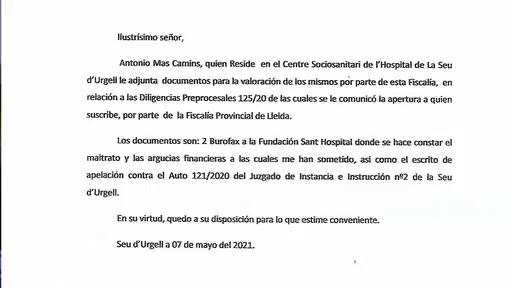 Ilustrísimo señor,
Antonio Mas Camins, quien Reside en el Centre Sociosanitari de l'Hospital de La Seu
d'Urgell le adjunta documentos para la valoración de los mismos por parte de esta Fiscalía, en
relación a las Diligencias Preprocesales 125/20 de las cuales se le comunicó la apertura a quien
suscribe, por parte de la Fiscalía Provincial de Lleida.
Los documentos son: 2 Burofax a la Fundación Sant Hospital donde se hace constar el
maltrato y las argucias financieras a las cuales me han sometido, así como el escrito de
apelación contra el Auto 121/2020 del Juzgado de Instancia e Instrucción nº2 de la Seu
d'Urgell.
En su virtud, quedo a su disposición para lo que estime conveniente.
Seu d'Urgell a 07 de mayo del 2021.